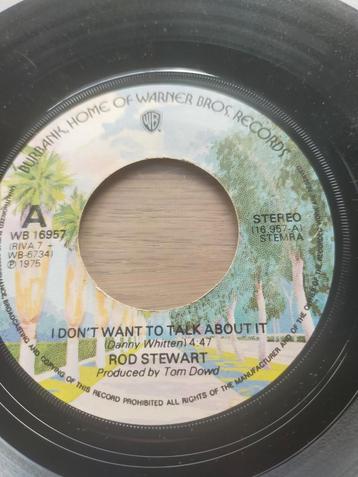 BURBANK, HOME OF WARNER BROS. RECORDS
WB
A
WB 16957
(RIVA 7 +
WB-6734)
℗ 1975
STEREO
(16.957-A)
STEMRA
I DON'T WANT TO TALK ABOUT IT
(Danny Whitten) 4:47
ROD STEWART
Produced by Tom Dowd
BROADCASTING AND COPYING OF THIS RECORD PROHIBITED ALL RIGHTS OF THE MANUFACTURER AND OF THE